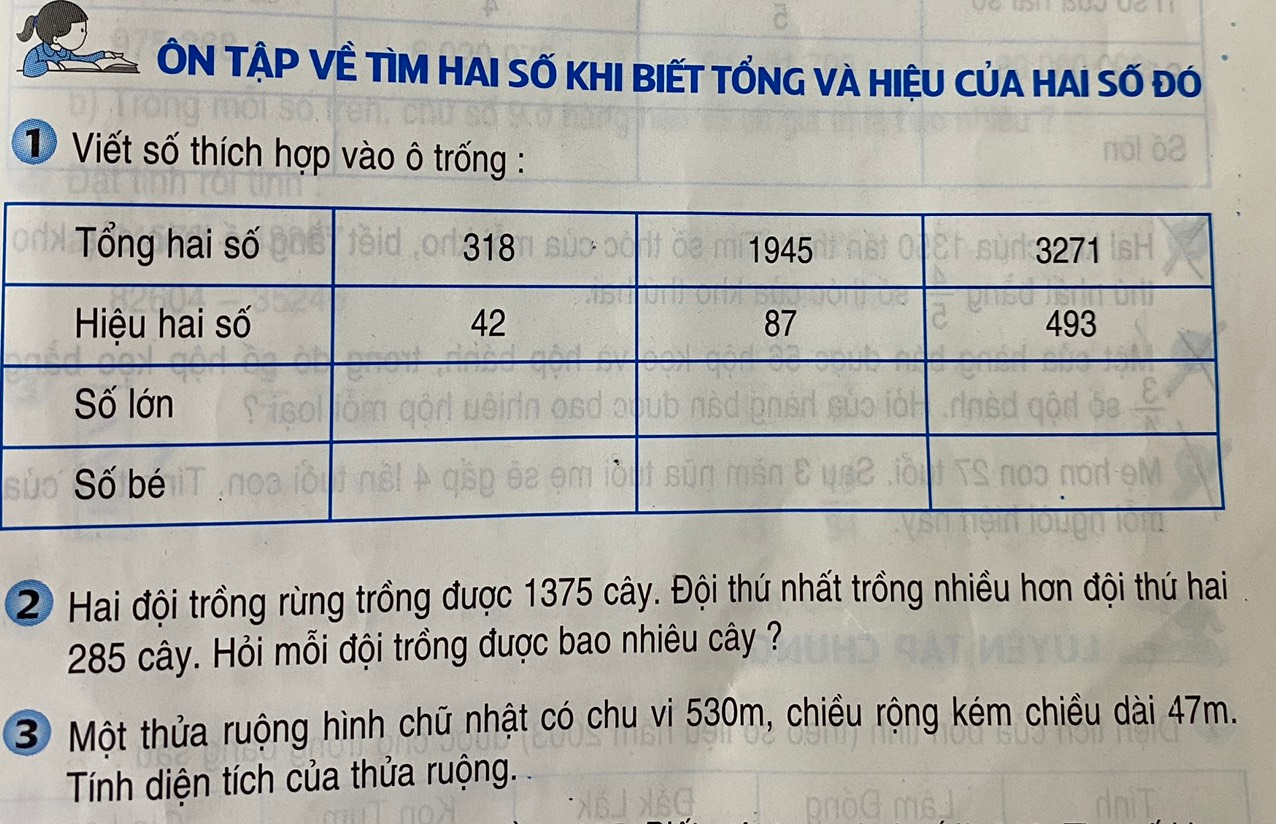 ÔN TẬP VỀ TÌM HAI SỐ KHI BIẾT TỔNG VÀ HIỆU CỦA HAI SỐ ĐÓ
1 Viết số thích hợp vào ô trống :
Tổng hai số 318 1945 3271
Hiệu hai số 42 87 493
Số lớn
Số bé
2 Hai đội trồng rừng trồng được 1375 cây. Đội thứ nhất trồng nhiều hơn đội thứ hai
285 cây. Hỏi mỗi đội trồng được bao nhiêu cây ?
3 Một thửa ruộng hình chữ nhật có chu vi 530m, chiều rộng kém chiều dài 47m.
Tính diện tích của thửa ruộng.